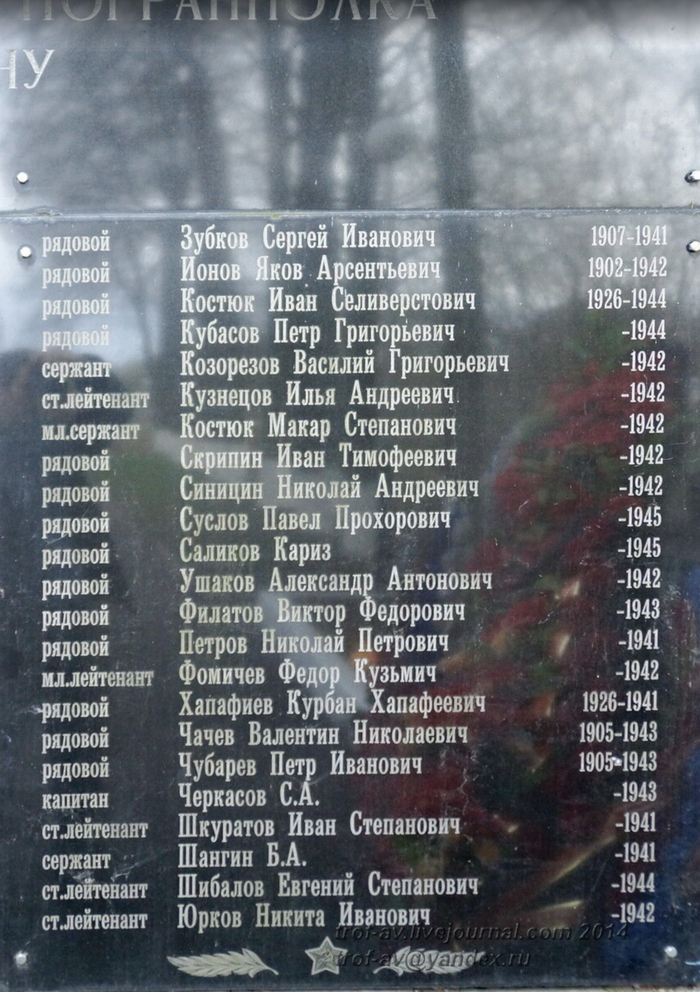 ПОГРАНПОЛКА
НУ
рядовой Зубков Сергей Иванович 1907-1941
рядовой Ионов Яков Арсентьевич 1902-1942
рядовой Костюк Иван Селиверстович 1926-1944
рядовой Кубасов Петр Григорьевич -1944
сержант Козорезов Василий Григорьевич -1942
ст.лейтенант Кузнецов Илья Андреевич -1942
мл.сержант Костюк Макар Степанович -1942
рядовой Скрипин Иван Тимофеевич -1942
рядовой Синицин Николай Андреевич -1942
рядовой Суслов Павел Прохорович -1945
рядовой Саликов Кариз -1945
рядовой Ушаков Александр Антонович -1942
рядовой Филатов Виктор Федорович -1943
рядовой Петров Николай Петрович -1941
мл.лейтенант Фомичев Федор Кузьмич -1942
рядовой Хапафиев Курбан Хапафеевич 1926-1941
рядовой Чачев Валентин Николаевич 1905-1943
рядовой Чубарев Петр Иванович 1905-1943
капитан Черкасов С.А. -1943
ст.лейтенант Шкуратов Иван Степанович -1941
сержант Шангин Б.А. -1941
ст.лейтенант Шибалов Евгений Степанович -1944
ст.лейтенант Юрков Никита Иванович -1942
trof-av.livejournal.com 2014
trof-av@yandex.ru